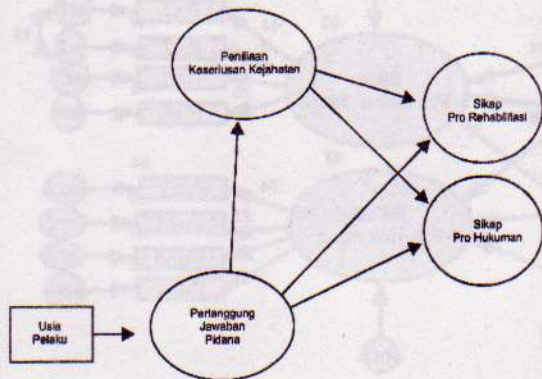 Penilaian
Keseriusan Kejahatan
Sikap
Pro Rehabilitasi
Sikap
Pro Hukuman
Pertanggung
Jawaban
Pidana
Usia
Pelaku